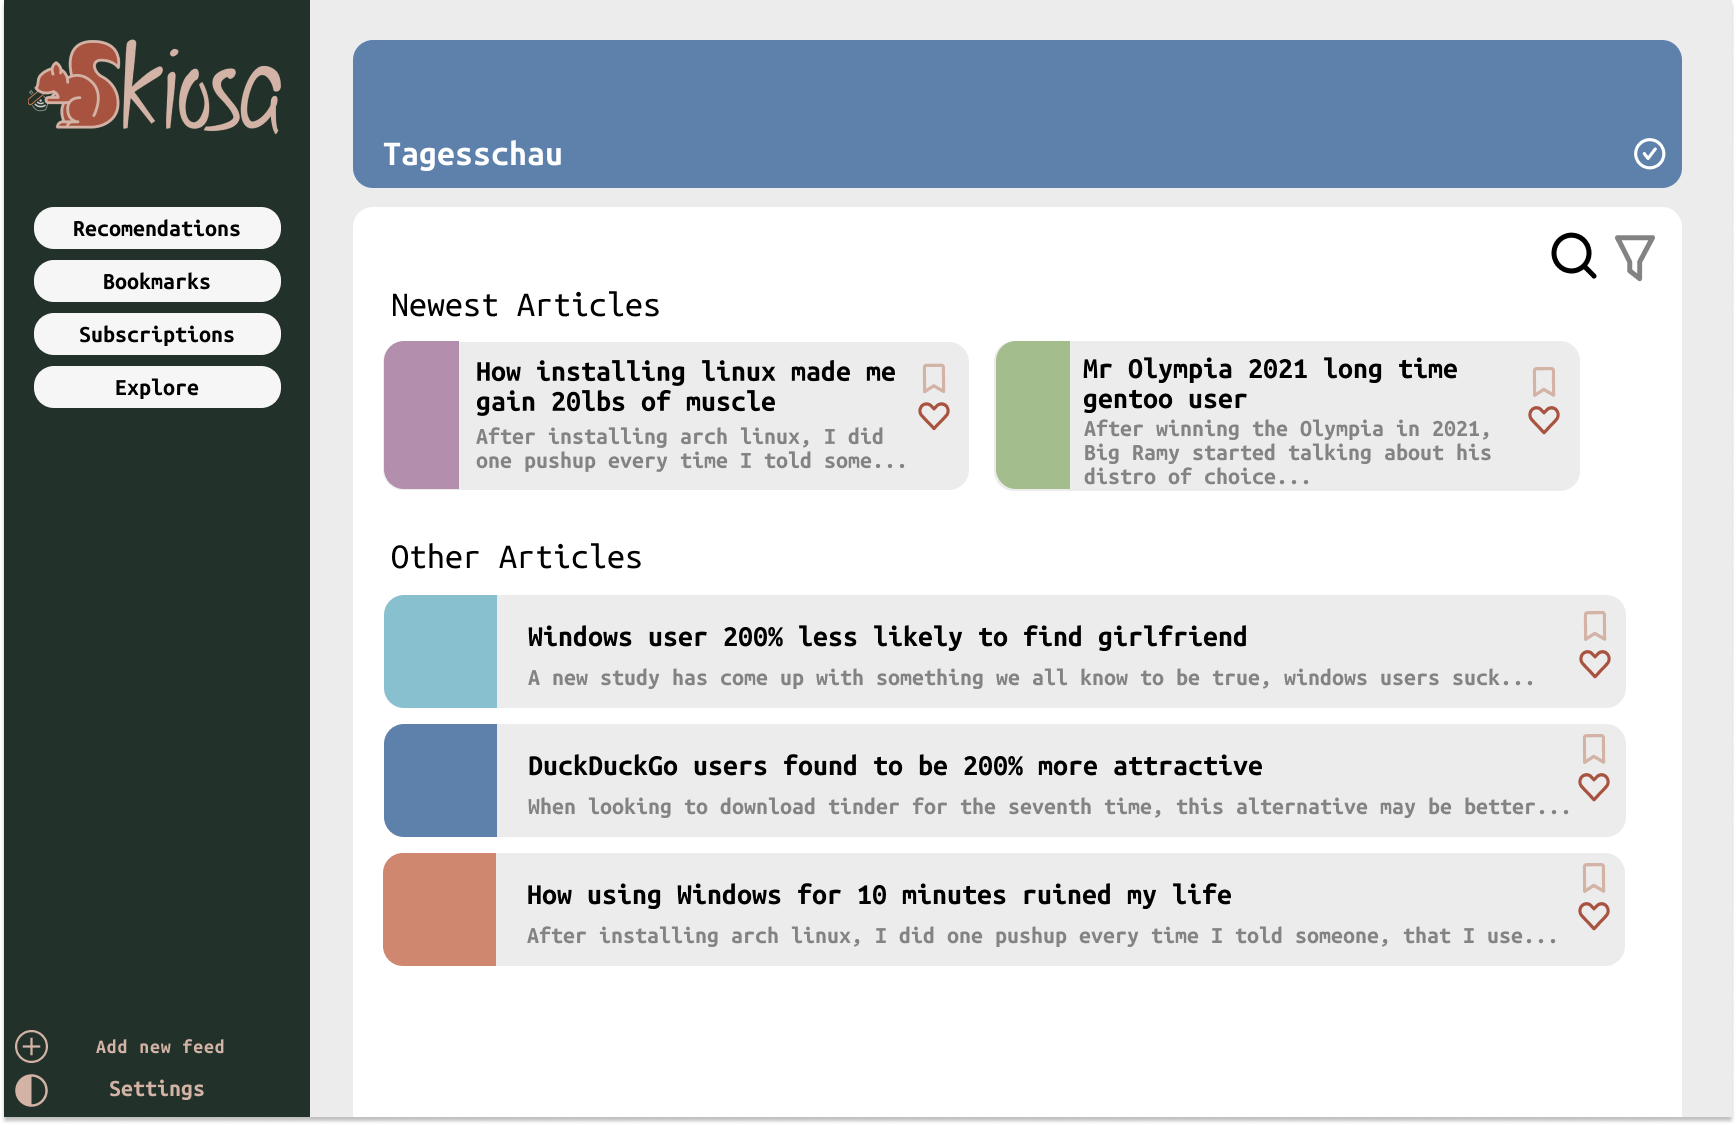 Skiosa
Recomendations
Bookmarks
Subscriptions
Explore
Add new feed
Settings
Tagesschau
Newest Articles
How installing linux made me
gain 20lbs of muscle
After installing arch linux, I did
one pushup every time I told some...
Mr Olympia 2021 long time
gentoo user
After winning the Olympia in 2021,
Big Ramy started talking about his
distro of choice...
Other Articles
Windows user 200% less likely to find girlfriend
A new study has come up with something we all know to be true, windows users suck...
DuckDuckGo users found to be 200% more attractive
When looking to download tinder for the seventh time, this alternative may be better...
How using Windows for 10 minutes ruined my life
After installing arch linux, I did one pushup every time I told someone, that I use...